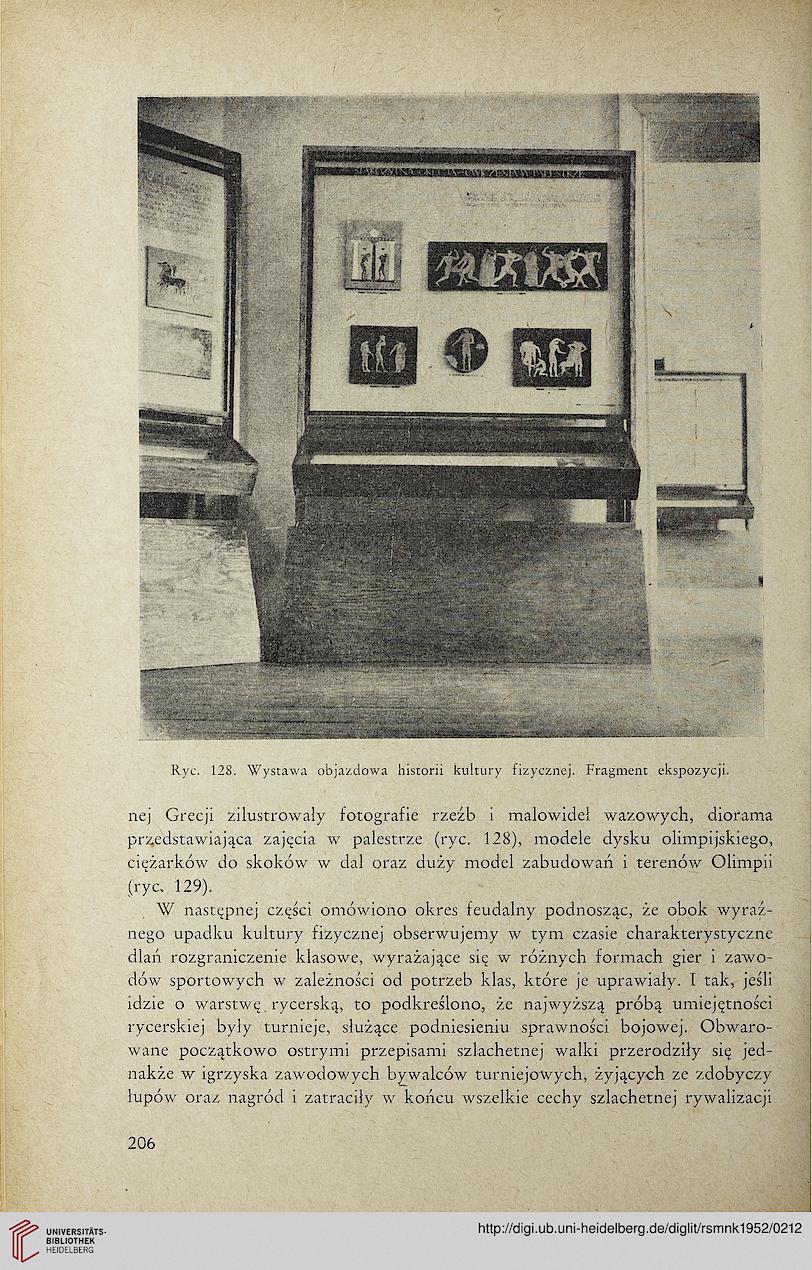 Ryc. 128. Wystawa objazdowa historii kultury fizycznej. Fragment ekspozycji.
nej Grecji zilustrowały fotografie rzeźb i malowideł wazowych, diorama
przedstawiająca zajęcia w palestrze (ryc. 128), modele dysku olimpijskiego,
ciężarków do skoków w dal oraz duży model zabudowań i terenów Olimpii
(ryc. 129).
W następnej części omówiono okres feudalny podnosząc, że obok wyraź-
nego upadku kultury fizycznej obserwujemy w tym czasie charakterystyczne
dlań rozgraniczenie klasowe, wyrażające się w różnych formach gier i zawo-
dów sportowych w zależności od potrzeb klas, które je uprawiały. I tak, jeśli
idzie o warstwę rycerską, to podkreślono, że najwyższą próbą umiejętności
rycerskiej były turnieje, służące podniesieniu sprawności bojowej. Obwaro-
wane początkowo ostrymi przepisami szlachetnej walki przerodziły się jed-
nakże w igrzyska zawodowych bywalców turniejowych, żyjących ze zdobyczy
łupów oraz nagród i zatraciły w końcu wszelkie cechy szlachetnej rywalizacji
206
UNIVERSITÄTS-
BIBLIOTHEK
HEIDELBERG
http://digi.ub.uni-heidelberg.de/diglit/rsmnk1952/0212